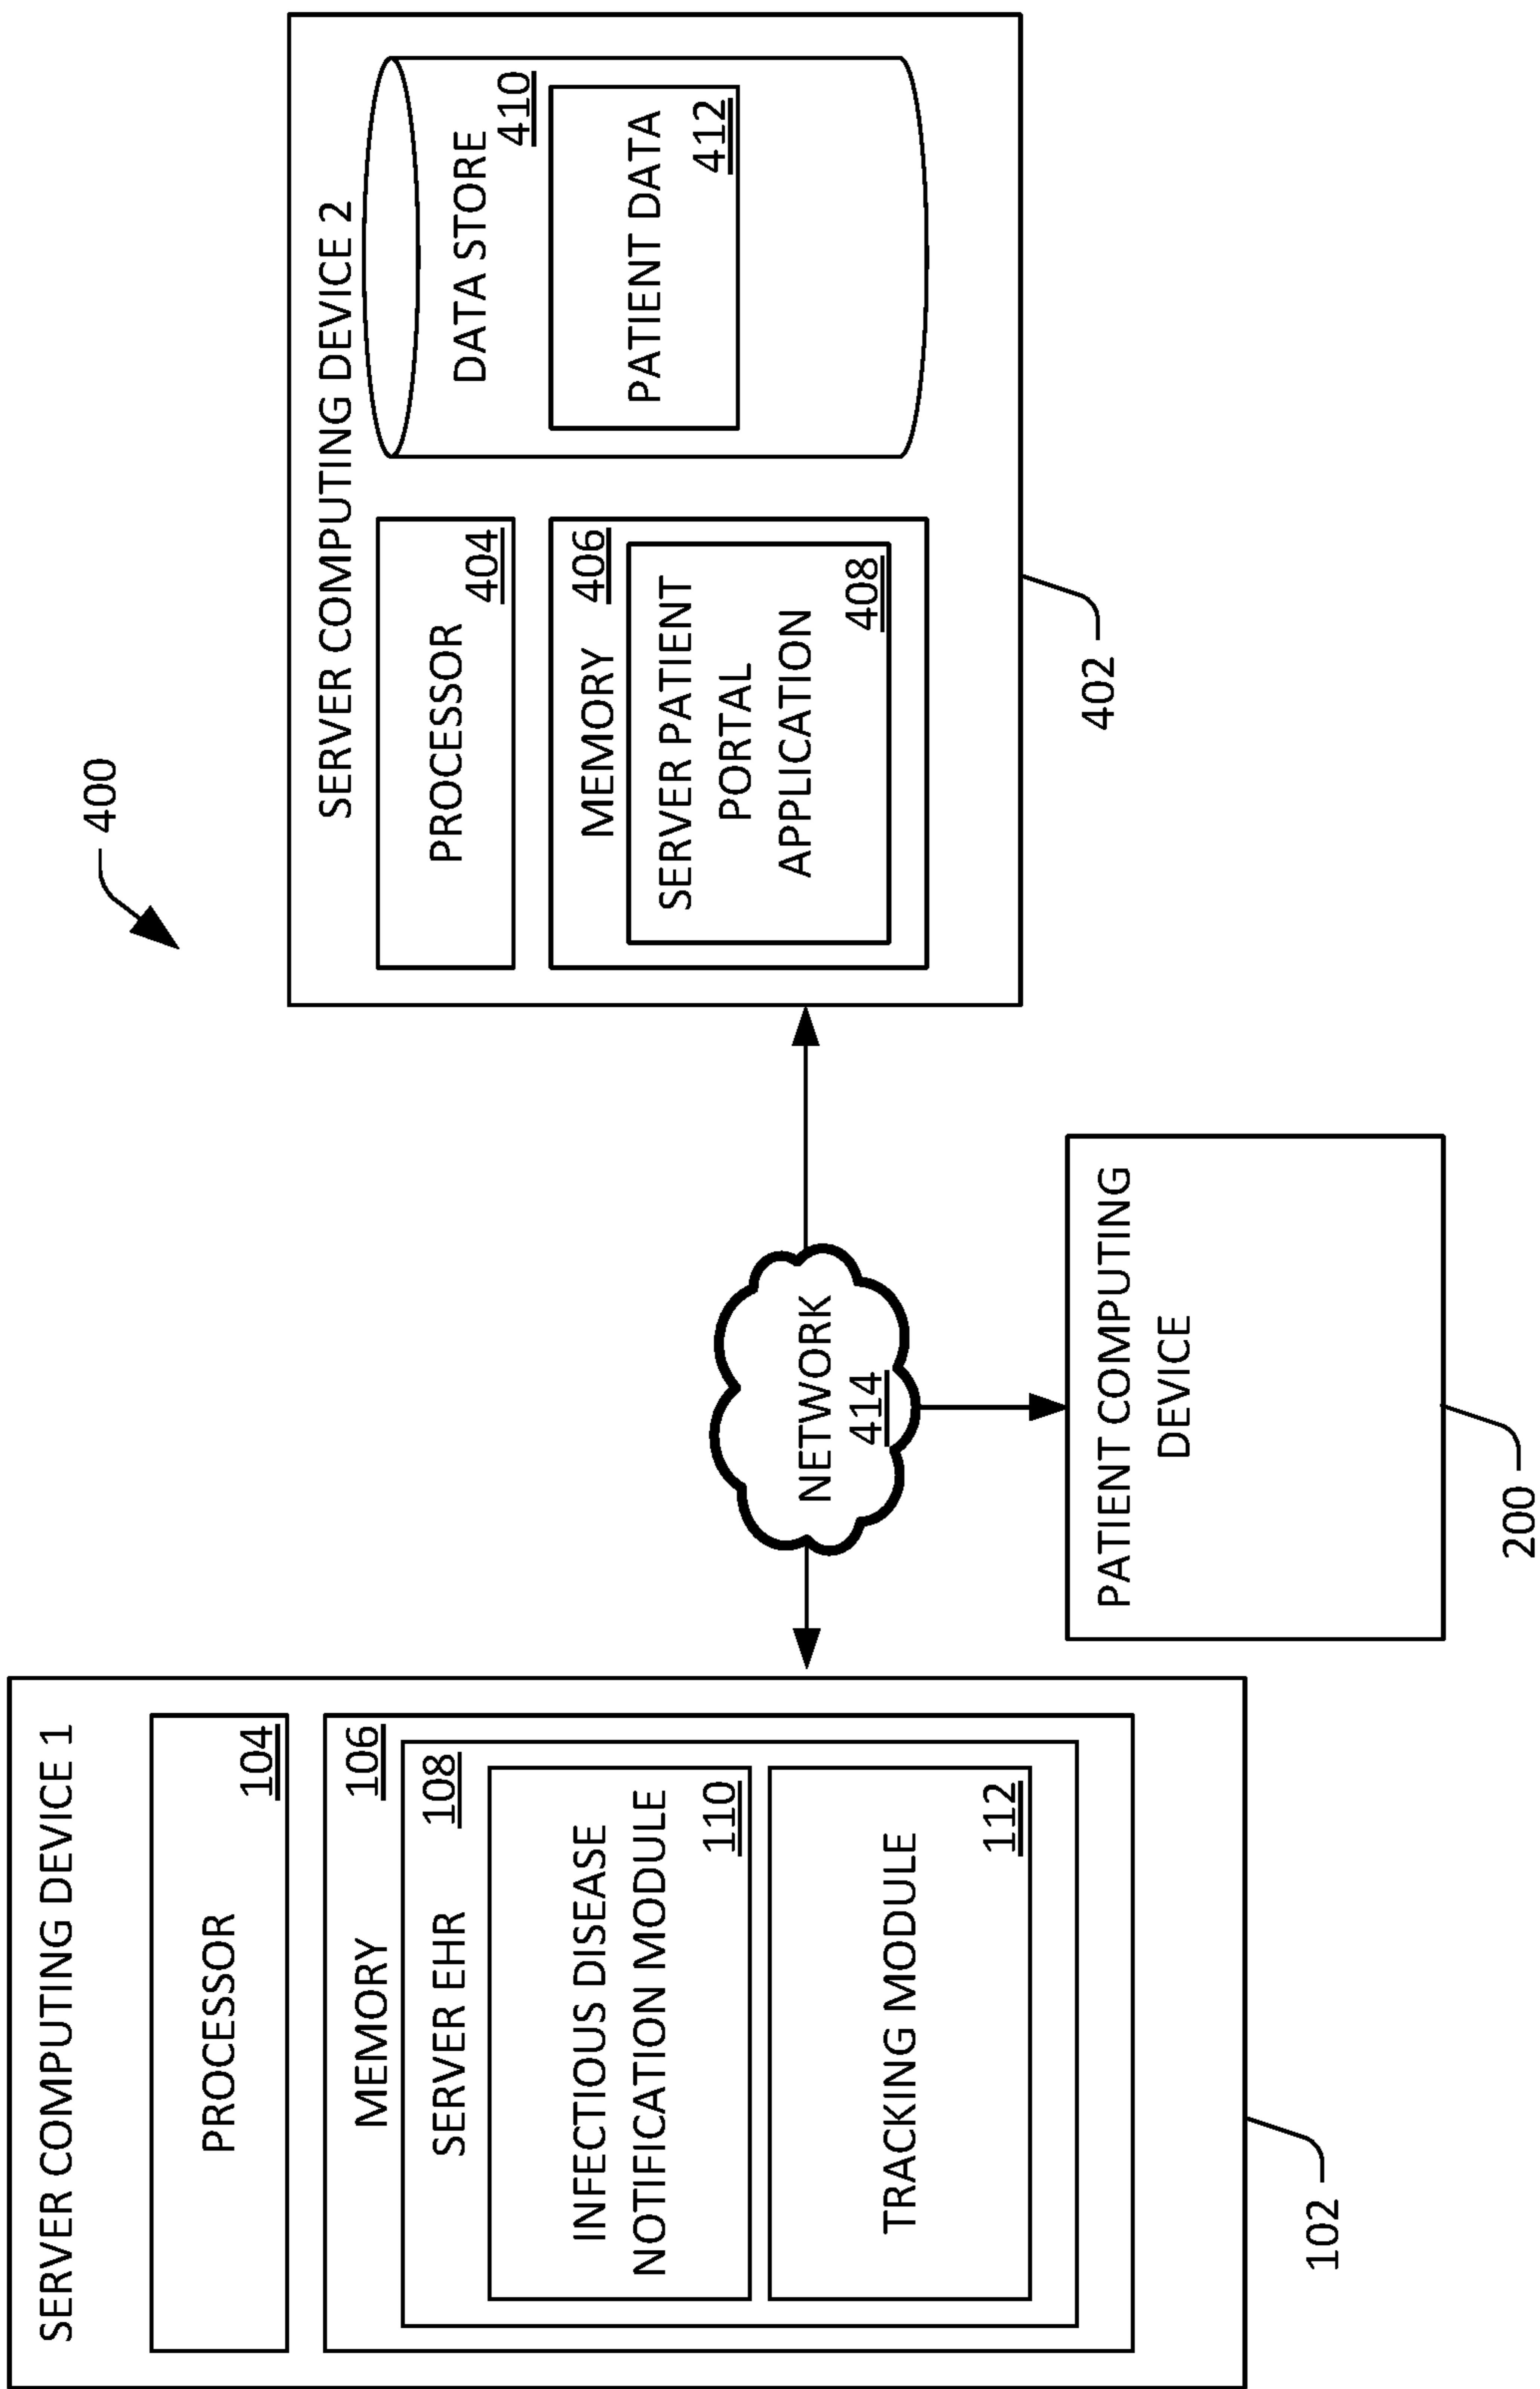 400
SERVER COMPUTING DEVICE 1
PROCESSOR
104
MEMORY
106
SERVER EHR
108
INFECTIOUS DISEASE
NOTIFICATION MODULE
110
TRACKING MODULE
112
102
NETWORK
414
PATIENT COMPUTING
DEVICE
200
SERVER COMPUTING DEVICE 2
PROCESSOR
404
MEMORY
406
SERVER PATIENT
PORTAL
APPLICATION
408
DATA STORE
410
PATIENT DATA
412
402